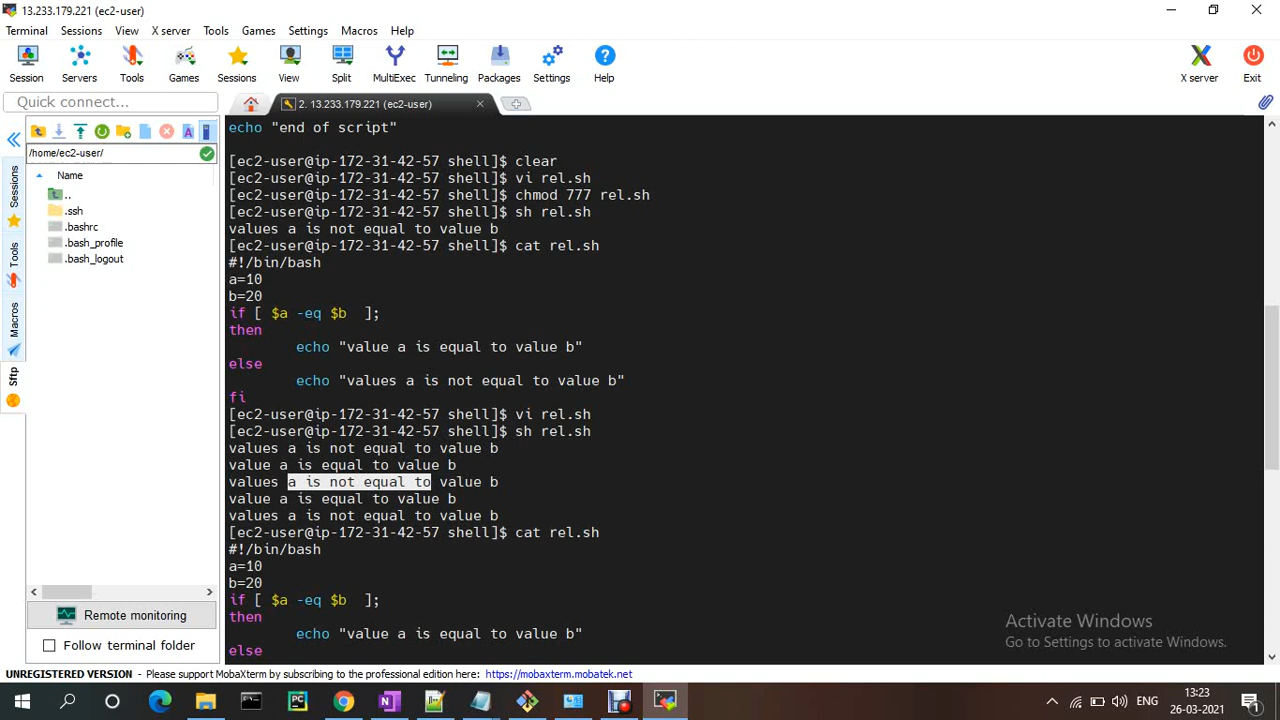 13.233.179.221 (ec2-user)
Terminal Sessions View X server Tools Games Settings Macros Help
Session Servers Tools Games Sessions View Split MultiExec Tunneling Packages Settings Help X server Exit
Quick connect...
2. 13.233.179.221 (ec2-user)
/home/ec2-user/
Name
..
.ssh
.bashrc
.bash_profile
.bash_logout
Sessions
Tools
Macros
Sftp
Remote monitoring
Follow terminal folder
echo "end of script"
[ec2-user@ip-172-31-42-57 shell]$ clear
[ec2-user@ip-172-31-42-57 shell]$ vi rel.sh
[ec2-user@ip-172-31-42-57 shell]$ chmod 777 rel.sh
[ec2-user@ip-172-31-42-57 shell]$ sh rel.sh
values a is not equal to value b
[ec2-user@ip-172-31-42-57 shell]$ cat rel.sh
#!/bin/bash
a=10
b=20
if [ $a -eq $b  ];
then
        echo "value a is equal to value b"
else
        echo "values a is not equal to value b"
fi
[ec2-user@ip-172-31-42-57 shell]$ vi rel.sh
[ec2-user@ip-172-31-42-57 shell]$ sh rel.sh
values a is not equal to value b
value a is equal to value b
values a is not equal to value b
value a is equal to value b
values a is not equal to value b
[ec2-user@ip-172-31-42-57 shell]$ cat rel.sh
#!/bin/bash
a=10
b=20
if [ $a -eq $b  ];
then
        echo "value a is equal to value b"
else
Activate Windows
Go to Settings to activate Windows.
UNREGISTERED VERSION - Please support MobaXterm by subscribing to the professional edition here: https://mobaxterm.mobatek.net
ENG
13:23
26-03-2021